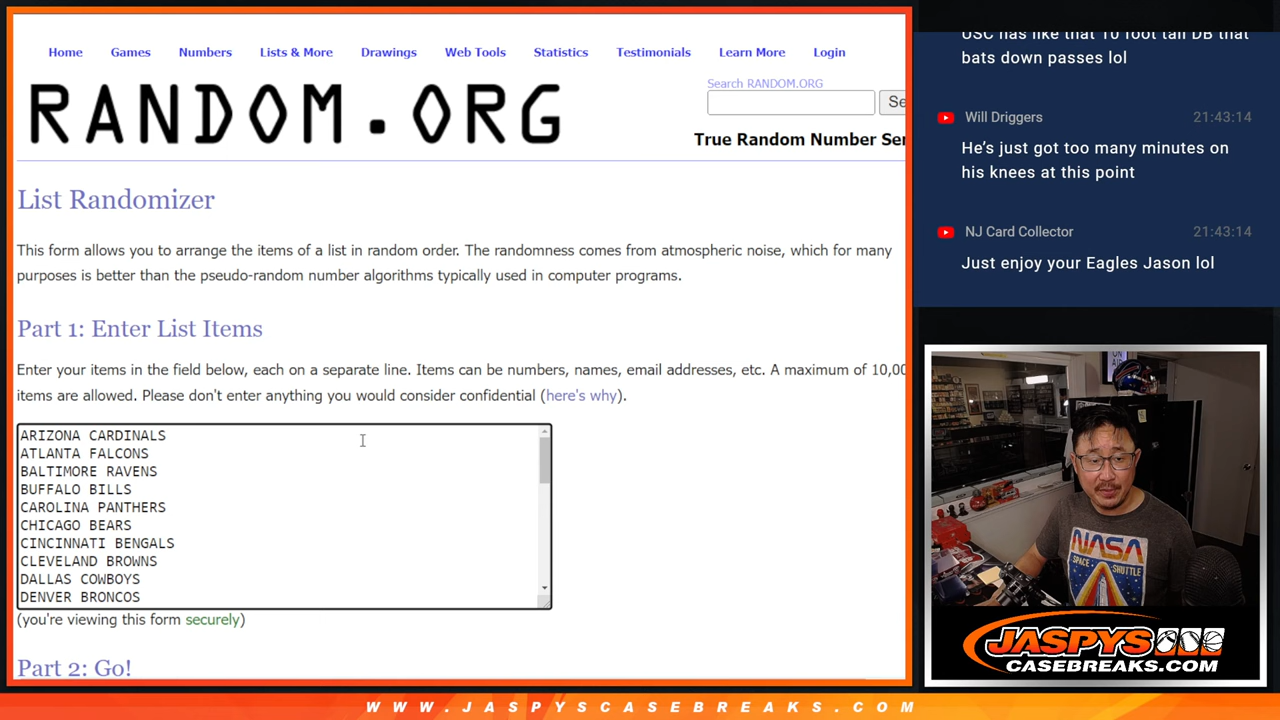 Home Games Numbers Lists & More Drawings Web Tools Statistics Testimonials Learn More Login
RANDOM.ORG
Search RANDOM.ORG
Se
True Random Number Ser
List Randomizer
This form allows you to arrange the items of a list in random order. The randomness comes from atmospheric noise, which for many
purposes is better than the pseudo-random number algorithms typically used in computer programs.
Part 1: Enter List Items
Enter your items in the field below, each on a separate line. Items can be numbers, names, email addresses, etc. A maximum of 10,00
items are allowed. Please don't enter anything you would consider confidential (here's why).
ARIZONA CARDINALS
ATLANTA FALCONS
BALTIMORE RAVENS
BUFFALO BILLS
CAROLINA PANTHERS
CHICAGO BEARS
CINCINNATI BENGALS
CLEVELAND BROWNS
DALLAS COWBOYS
DENVER BRONCOS
(you're viewing this form securely)
Part 2: Go!
USC has like that 10 foot tall DB that
bats down passes lol
Will Driggers 21:43:14
He's just got too many minutes on
his knees at this point
NJ Card Collector 21:43:14
Just enjoy your Eagles Jason lol
NASA
SPACE SHUTTLE
JASPYS
CASEBREAKS.COM
WWW.JASPYSCASEBREAKS.COM